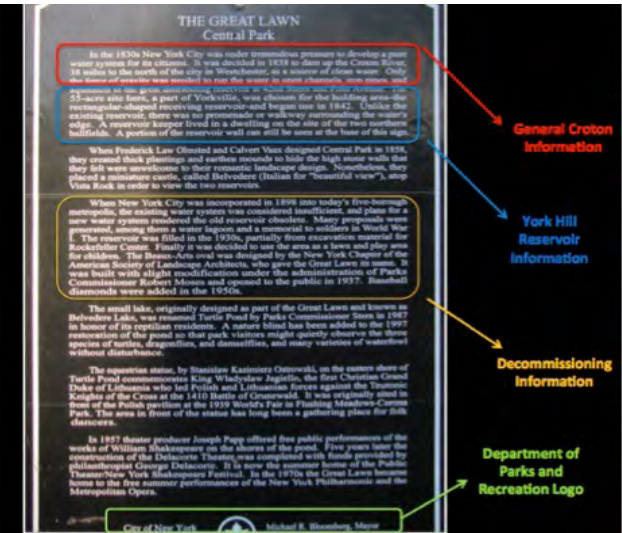 THE GREAT LAWN
Central Park
In the 1830s New York City was under tremendous pressure to develop a pure
water system for its citizens. It was decided in 1838 to dam up the Croton River,
38 miles to the north of the city in Westchester, as a source of clean water. Only
the force of gravity was needed to run the water in open channels, iron pipes, and
55-acre site here, a part of Yorkville, was chosen for the holding area-the
rectangular-shaped receiving reservoir-and began use in 1842. Unlike the
existing reservoir, there was no promenade or walkway surrounding the water's
edge. A reservoir keeper lived in a dwelling on the site of the two northern
ballfields. A portion of the reservoir wall can still be seen at the base of this sign.
When Frederick Law Olmsted and Calvert Vaux designed Central Park in 1858,
they created thick plantings and earthen mounds to hide the high stone walls that
they felt were unwelcome to their romantic landscape design. Nonetheless, they
placed a miniature castle, called Belvedere (Italian for "beautiful view"), atop
Vista Rock in order to view the two reservoirs.
When New York City was incorporated in 1898 into today's five-borough
metropolis, the existing water system was considered insufficient, and plans for a
new water system rendered the old reservoir obsolete. Many proposals were
generated, among them a water lagoon and a memorial to soldiers in World War
I. The reservoir was filled in the 1930s, partially from excavation material for
Rockefeller Center. Finally it was decided to use the area as a lawn and play area
for children. The Beaux-Arts oval was designed by the New York Chapter of the
American Society of Landscape Architects, who gave the Great Lawn its name. It
was built with slight modification under the administration of Parks
Commissioner Robert Moses and opened to the public in 1937. Baseball
diamonds were added in the 1950s.
The small lake, originally designed as part of the Great Lawn and known as
Belvedere Lake, was renamed Turtle Pond by Parks Commissioner Stern in 1987
in honor of its reptilian residents. A nature blind has been added to the 1997
restoration of the pond so that park visitors might quietly observe the three
species of turtles, dragonflies, and damselflies, and many varieties of waterfowl
without disturbance.
The equestrian statue, by Stanislaw Kazimierz Ostrowski, on the eastern shore of
Turtle Pond commemorates King Wladyslaw Jagiello, the first Christian Grand
Duke of Lithuania who led Polish and Lithuanian forces against the Teutonic
Knights of the Cross at the 1410 Battle of Grunewald. It was originally sited in
front of the Polish pavilion at the 1939 World's Fair in Flushing Meadows-Corona
Park. The area in front of the statue has long been a gathering place for folk
dancers.
In 1957 theater producer Joseph Papp offered free public performances of the
works of William Shakespeare on the shores of the pond. Five years later the
construction of the Delacorte Theater was completed with funds provided by
philanthropist George Delacorte. It is now the summer home of the Public
Theater/New York Shakespeare Festival. In the 1970s the Great Lawn became
home to the free summer performances of the New York Philharmonic and the
Metropolitan Opera.
City of New York
Michael R. Bloomberg, Mayor
General Croton
Information
York Hill
Reservoir
Information
Decommissioning
Information
Department of
Parks and
Recreation Logo